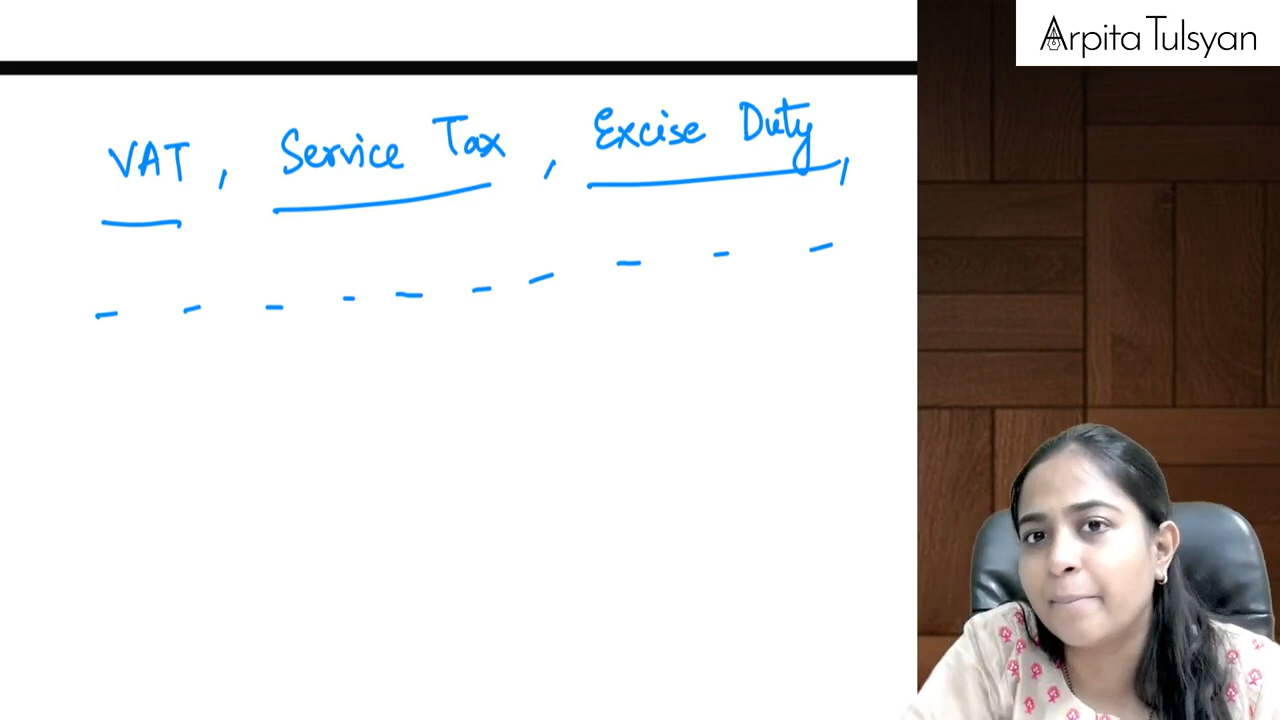 Arpita Tulsyan
VAT, Service Tax, Excise Duty,
- - - - - - - - - -